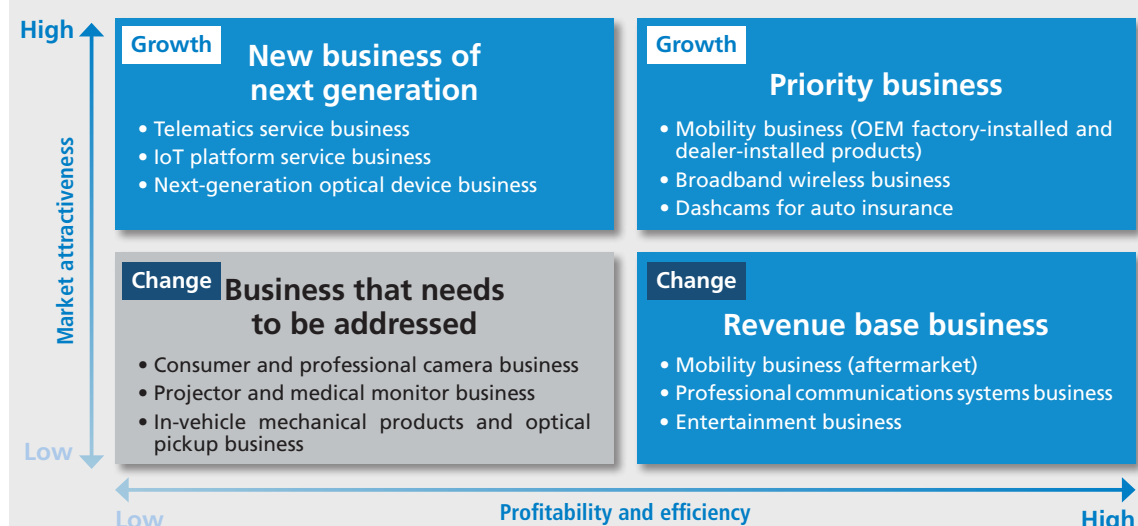 High
Market attractiveness
Low
Growth
New business of
next generation
• Telematics service business
• IoT platform service business
• Next-generation optical device business
Growth
Priority business
• Mobility business (OEM factory-installed and
dealer-installed products)
• Broadband wireless business
• Dashcams for auto insurance
Change
Business that needs
to be addressed
• Consumer and professional camera business
• Projector and medical monitor business
• In-vehicle mechanical products and optical
pickup business
Change
Revenue base business
• Mobility business (aftermarket)
• Professional communications systems business
• Entertainment business
Low
Profitability and efficiency
High